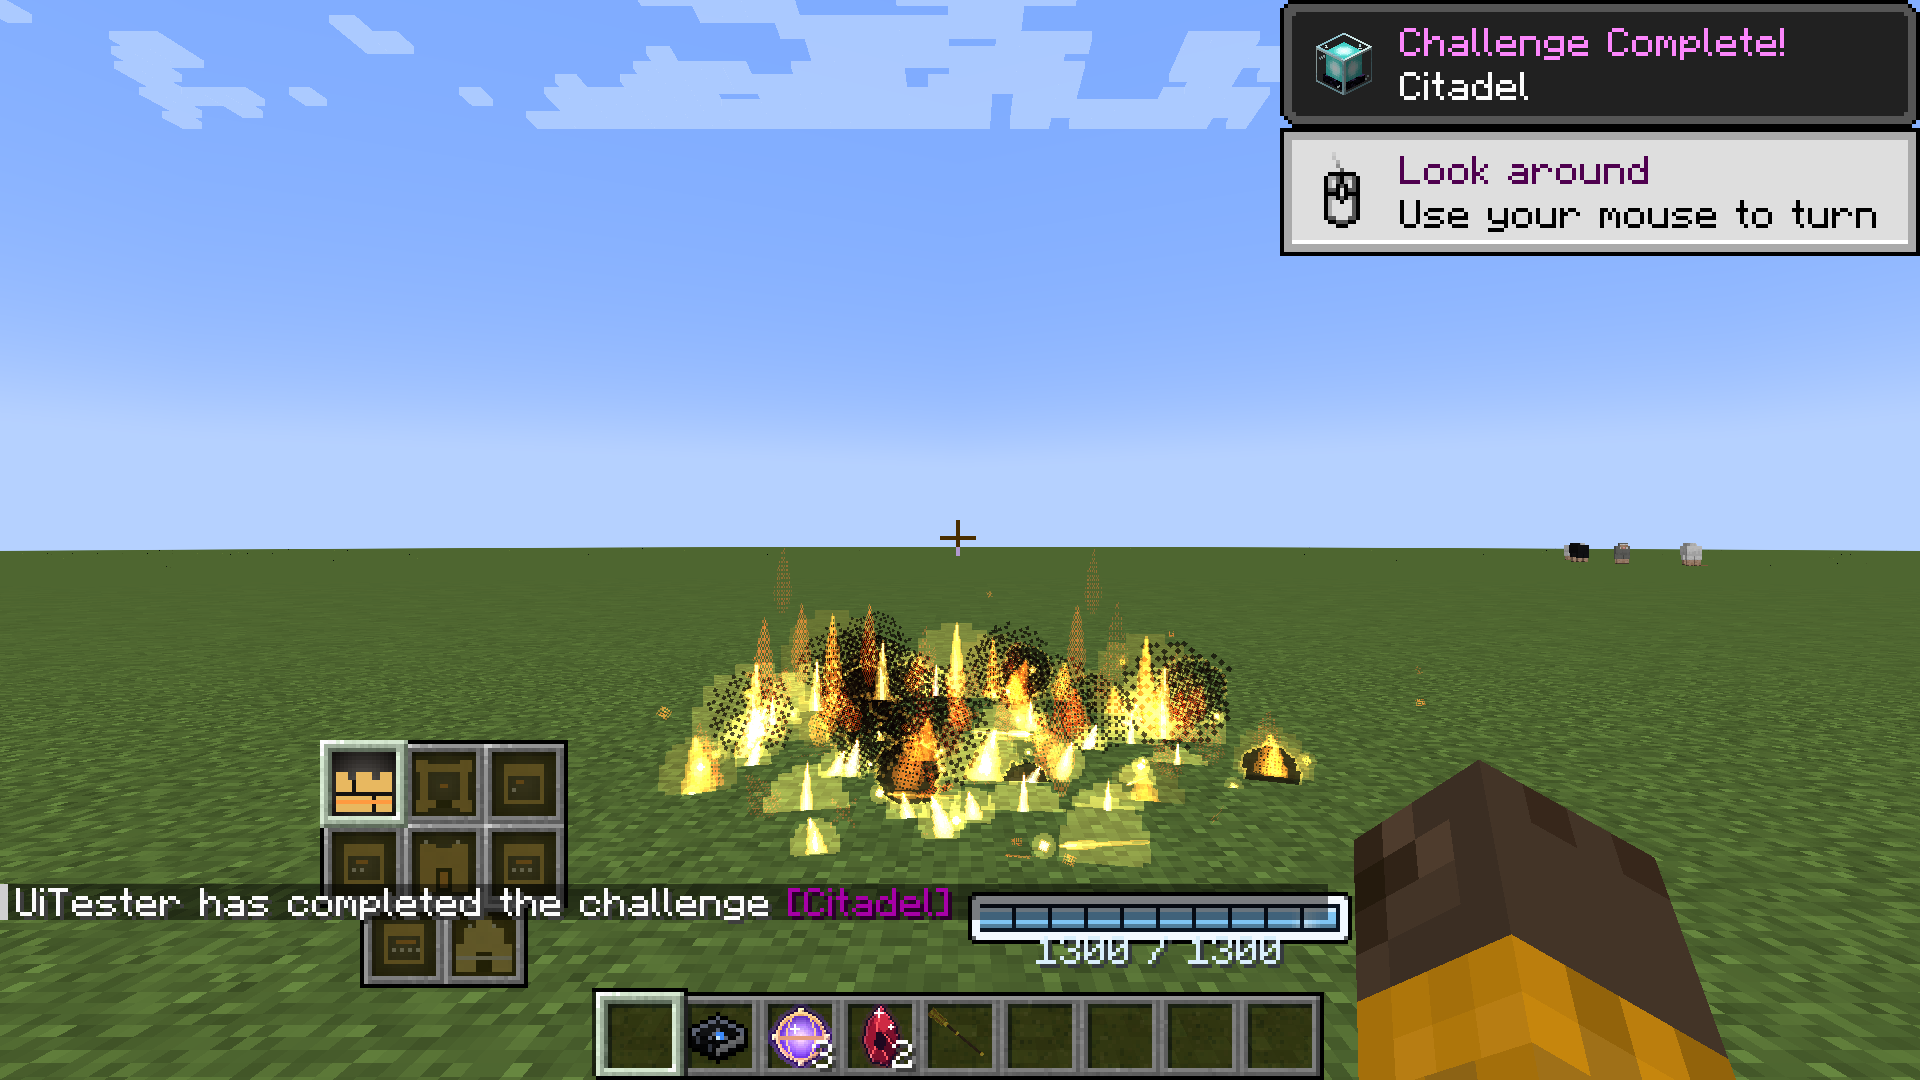 Challenge Complete!
Citadel
Look around
Use your mouse to turn
UiTester has completed the challenge [Citadel]
1300 / 1300
3
2